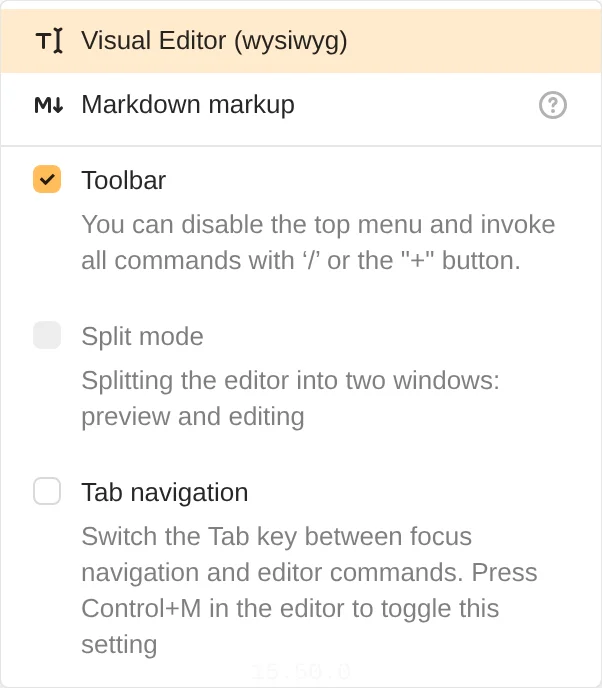 Visual Editor (wysiwyg)
Markdown markup
Toolbar
You can disable the top menu and invoke
all commands with ‘/’ or the "+" button.
Split mode
Splitting the editor into two windows:
preview and editing
Tab navigation
Switch the Tab key between focus
navigation and editor commands. Press
Control+M in the editor to toggle this
setting
15.50.0